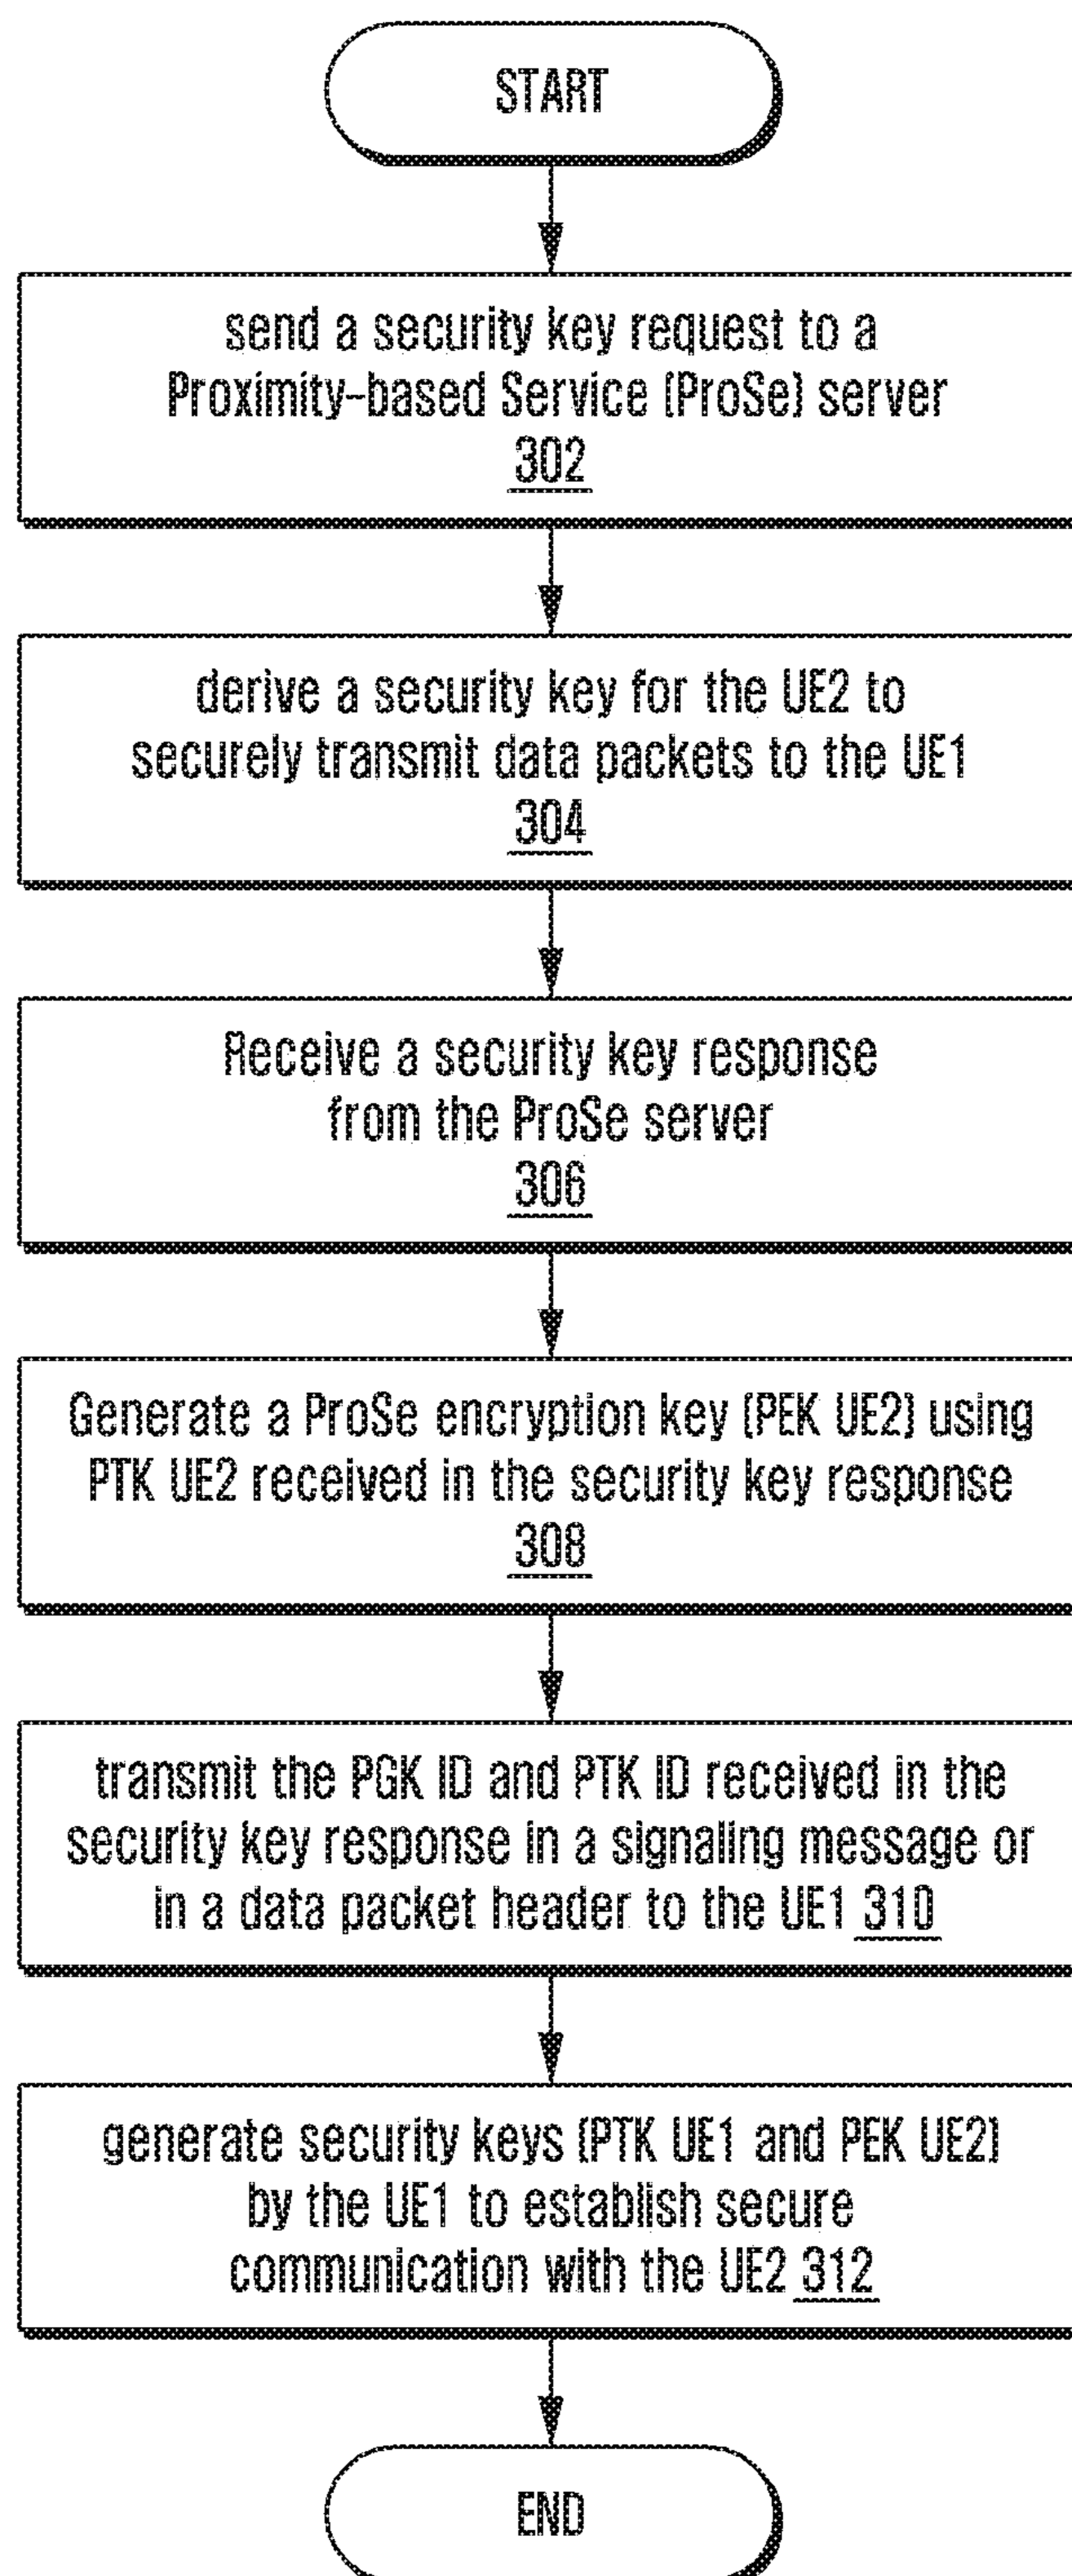 START
send a security key request to a
Proximity-based Service (ProSe) server
302
derive a security key for the UE2 to
securely transmit data packets to the UE1
304
Receive a security key response
from the ProSe server
306
Generate a ProSe encryption key (PEK UE2) using
PTK UE2 received in the security key response
308
transmit the PGK ID and PTK ID received in the
security key response in a signaling message or
in a data packet header to the UE1 310
generate security keys (PTK UE1 and PEK UE2)
by the UE1 to establish secure
communication with the UE2 312
END